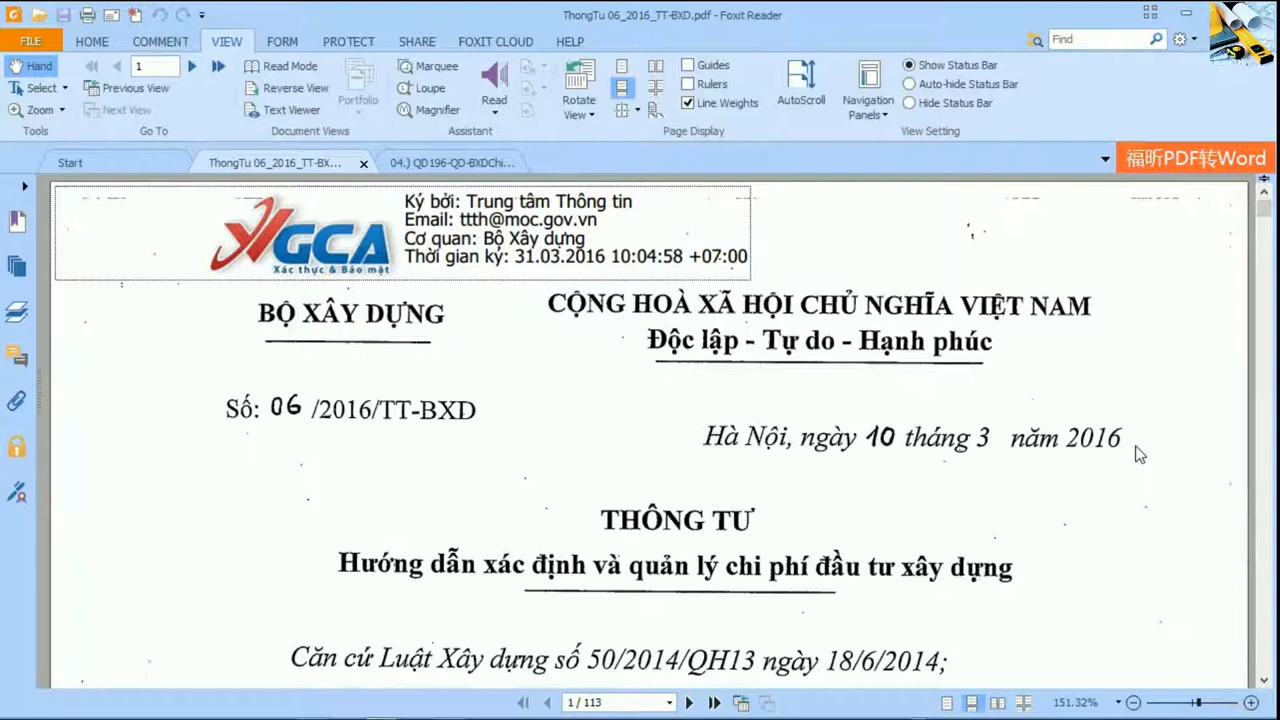 ThongTu 06_2016_TT-BXD.pdf - Foxit Reader
FILE HOME COMMENT VIEW FORM PROTECT SHARE FOXIT CLOUD HELP Find
Hand 1 Read Mode Marquee Guides Show Status Bar
Select Previous View Reverse View Portfolio Loupe Read Rotate View Rulers AutoScroll Navigation Panels Auto-hide Status Bar
Zoom Next View Text Viewer Magnifier Line Weights Hide Status Bar
Tools Go To Document Views Assistant Page Display View Setting
Start ThongTu 06_2016_TT-BX... 04.) QD196-QD-BXDChi... 福昕PDF转Word
Ký bởi: Trung tâm Thông tin
Email: ttth@moc.gov.vn
Cơ quan: Bộ Xây dựng
Thời gian ký: 31.03.2016 10:04:58 +07:00
GCA
Xác thực & Bảo mật
BỘ XÂY DỰNG
CỘNG HOÀ XÃ HỘI CHỦ NGHĨA VIỆT NAM
Độc lập - Tự do - Hạnh phúc
Số: 06 /2016/TT-BXD
Hà Nội, ngày 10 tháng 3 năm 2016
THÔNG TƯ
Hướng dẫn xác định và quản lý chi phí đầu tư xây dựng
Căn cứ Luật Xây dựng số 50/2014/QH13 ngày 18/6/2014;
1 / 113 151.32%